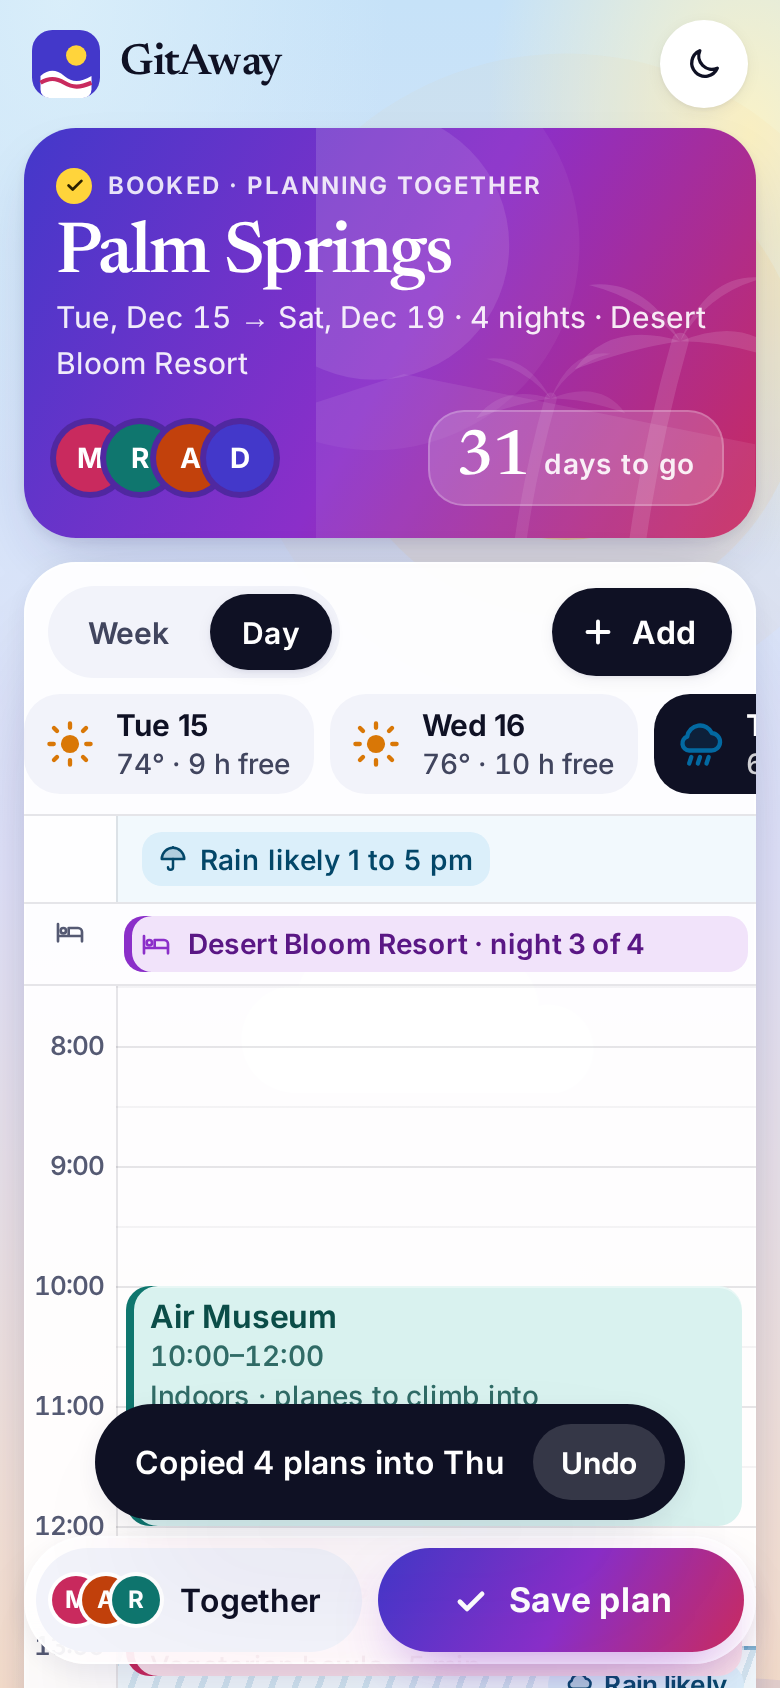 GitAway
BOOKED · PLANNING TOGETHER
Palm Springs
Tue, Dec 15 → Sat, Dec 19 · 4 nights · Desert
Bloom Resort
M R A D
31 days to go
Week Day + Add
Tue 15
74° · 9 h free
Wed 16
76° · 10 h free
Rain likely 1 to 5 pm
Desert Bloom Resort · night 3 of 4
8:00
9:00
10:00
Air Museum
10:00–12:00
Indoors · planes to climb into
11:00
Copied 4 plans into Thu Undo
12:00
M A R Together
Save plan
Rain likely